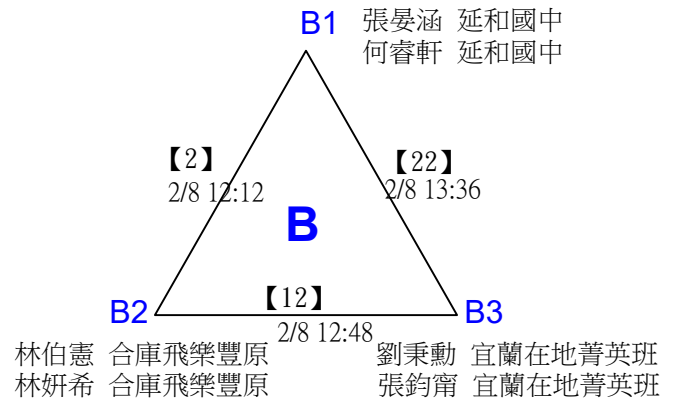 B1 張晏涵 延和國中
何睿軒 延和國中
【2】
2/8 12:12
【22】
2/8 13:36
B
【12】
2/8 12:48
B2
B3
林伯憲 合庫飛樂豐原
林姸希 合庫飛樂豐原
劉秉勳 宜蘭在地菁英班
張鈞甯 宜蘭在地菁英班